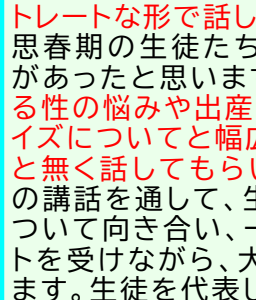 トレートな形で話し
思春期の生徒たち
があったと思います
る性の悩みや出産
イズについてと幅広
と無く話してもらい
の講話を通して、生
ついて向き合い、一
トを受けながら、大
ます。生徒を代表し